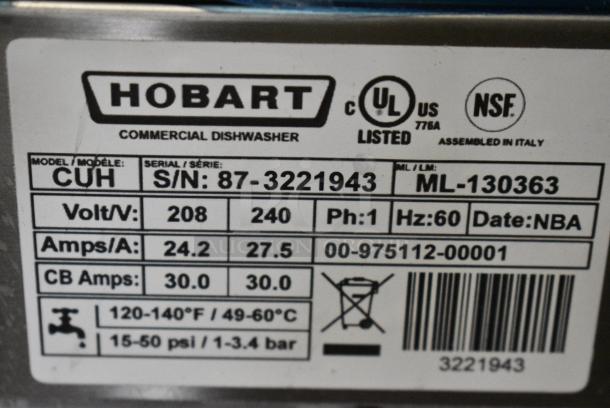 HOBART
COMMERCIAL DISHWASHER
C UL US
776A
LISTED
NSF
ASSEMBLED IN ITALY
MODEL / MODÈLE: SERIAL / SÉRIE: ML / LM:
CUH S/N: 87-3221943 ML-130363
Volt/V: 208 240 Ph:1 Hz:60 Date:NBA
Amps/A: 24.2 27.5 00-975112-00001
CB Amps: 30.0 30.0
120-140°F / 49-60°C
15-50 psi / 1-3.4 bar
3221943